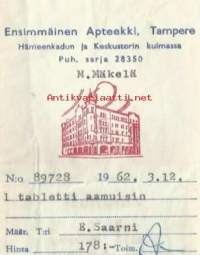 Ensimmäinen Apteekki, Tampere
Hämeenkadun ja Keskustorin kulmassa
Puh. sarja 28350
M.Mäkelä
Antikvariaatti.net
N:o 89728 1962. 3.12.
1 tabletti aamuisin
Määr. T:ri E.Saarni
Hinta 178:- Toim.